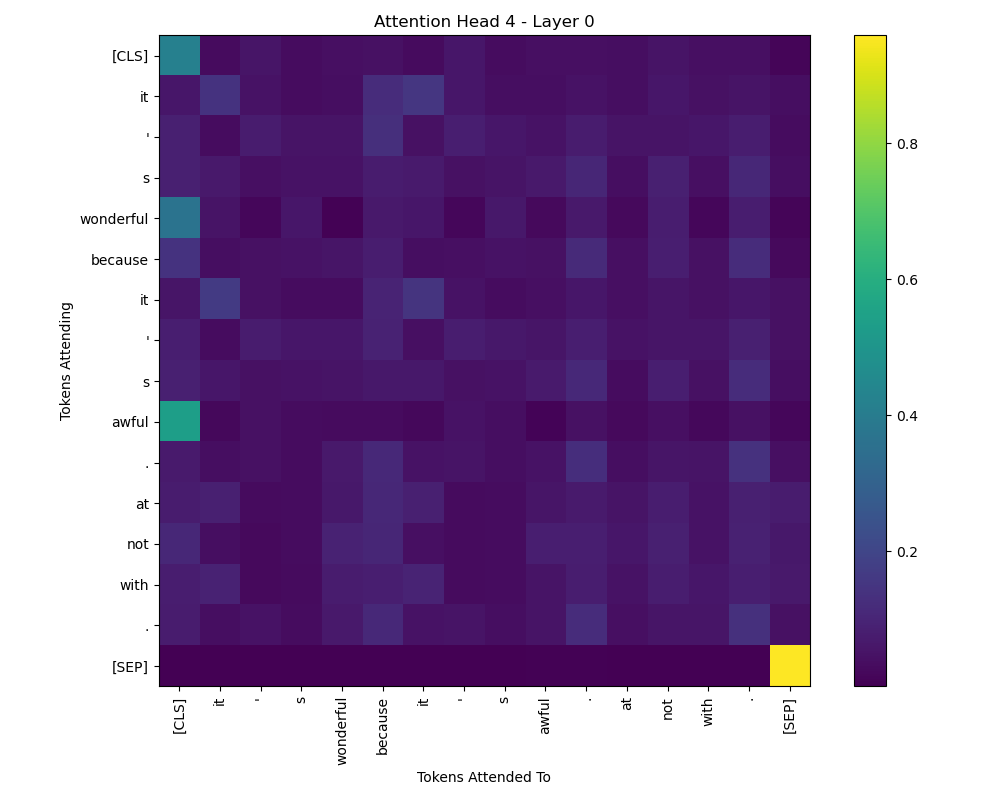 Attention Head 4 - Layer 0
[CLS]
it
'
s
wonderful
because
it
'
s
awful
.
at
not
with
.
[SEP]
Tokens Attending
[CLS]
it
'
s
wonderful
because
it
'
s
awful
.
at
not
with
.
[SEP]
Tokens Attended To
0.8
0.6
0.4
0.2